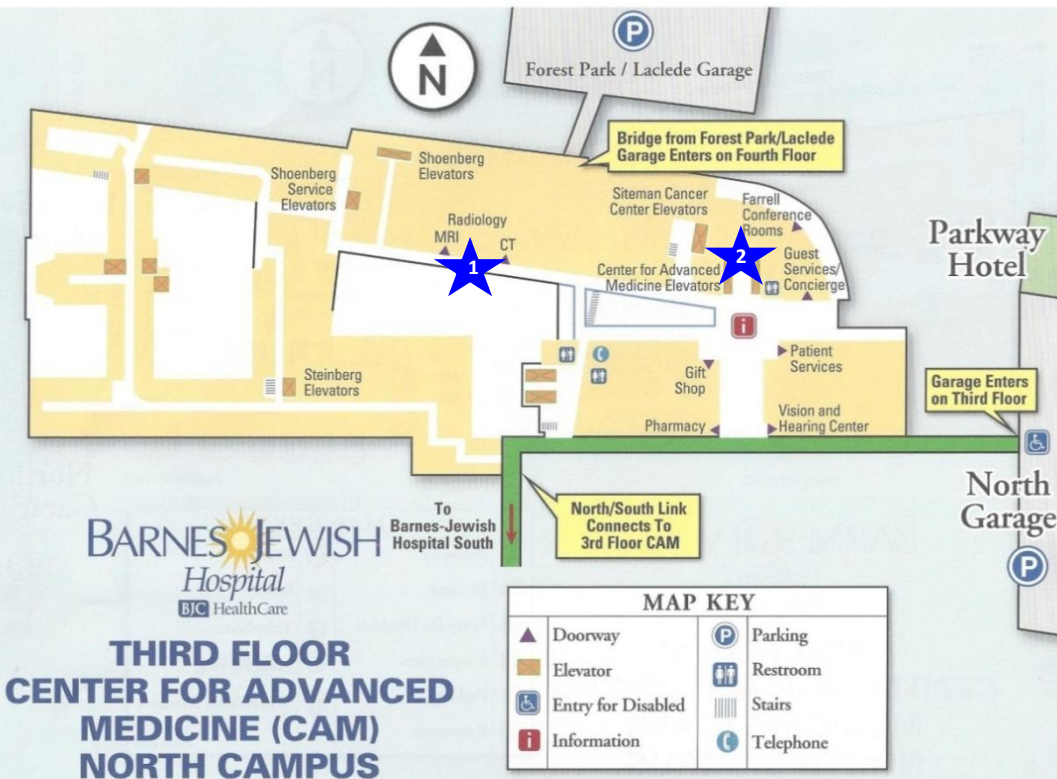 P
Forest Park / Laclede Garage
N
Bridge from Forest Park/Laclede
Garage Enters on Fourth Floor
Shoenberg
Elevators
Shoenberg
Service
Elevators
Siteman Cancer
Center Elevators
Farrell
Conference
Rooms
Radiology
MRI
CT
1
2
Center for Advanced
Medicine Elevators
Guest
Services/
Concierge
Parkway
Hotel
i
Patient
Services
Gift
Shop
Steinberg
Elevators
Garage Enters
on Third Floor
Pharmacy
Vision and
Hearing Center
North
Garage
P
To
Barnes-Jewish
Hospital South
North/South Link
Connects To
3rd Floor CAM
BARNES JEWISH
Hospital
BJC HealthCare
THIRD FLOOR
CENTER FOR ADVANCED
MEDICINE (CAM)
NORTH CAMPUS
MAP KEY
Doorway
P Parking
Elevator
Restroom
Entry for Disabled
Stairs
i Information
Telephone